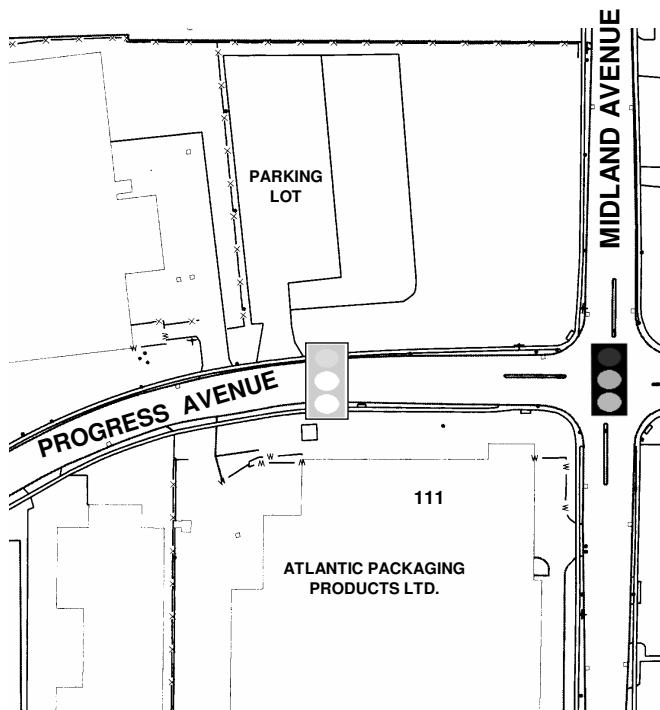 MIDLAND AVENUE
PARKING
LOT
PROGRESS AVENUE
111
ATLANTIC PACKAGING
PRODUCTS LTD.